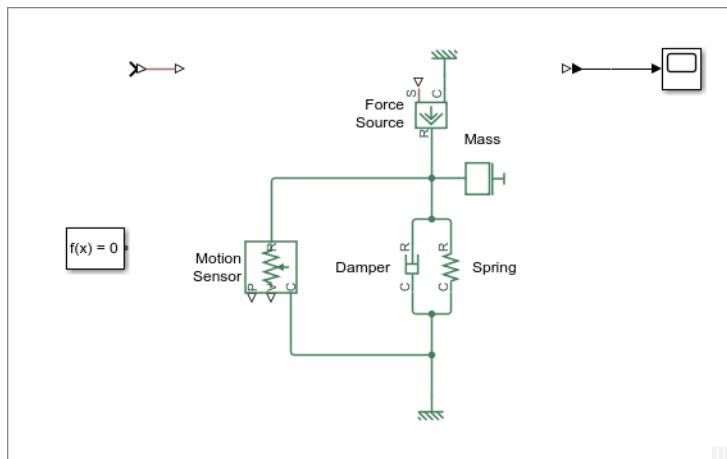 S
C
Force
Source
R
Mass
f(x) = 0
Motion
Sensor
R
P
V
C
Damper
R
C
R
C
Spring